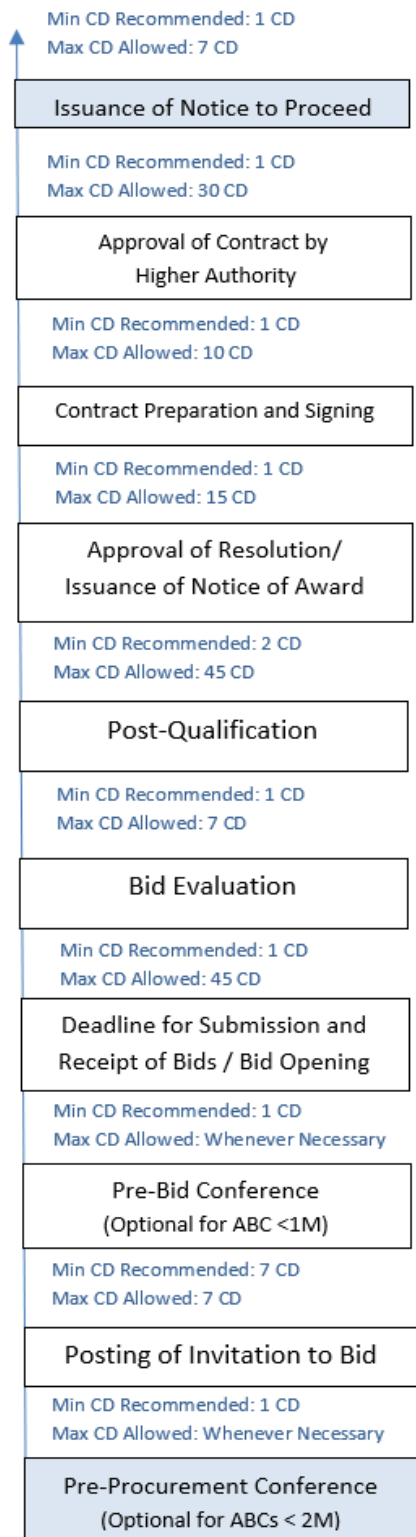 Min CD Recommended: 1 CD
Max CD Allowed: 7 CD
Issuance of Notice to Proceed
Min CD Recommended: 1 CD
Max CD Allowed: 30 CD
Approval of Contract by
Higher Authority
Min CD Recommended: 1 CD
Max CD Allowed: 10 CD
Contract Preparation and Signing
Min CD Recommended: 1 CD
Max CD Allowed: 15 CD
Approval of Resolution/
Issuance of Notice of Award
Min CD Recommended: 2 CD
Max CD Allowed: 45 CD
Post-Qualification
Min CD Recommended: 1 CD
Max CD Allowed: 7 CD
Bid Evaluation
Min CD Recommended: 1 CD
Max CD Allowed: 45 CD
Deadline for Submission and
Receipt of Bids / Bid Opening
Min CD Recommended: 1 CD
Max CD Allowed: Whenever Necessary
Pre-Bid Conference
(Optional for ABC <1M)
Min CD Recommended: 7 CD
Max CD Allowed: 7 CD
Posting of Invitation to Bid
Min CD Recommended: 1 CD
Max CD Allowed: Whenever Necessary
Pre-Procurement Conference
(Optional for ABCs < 2M)